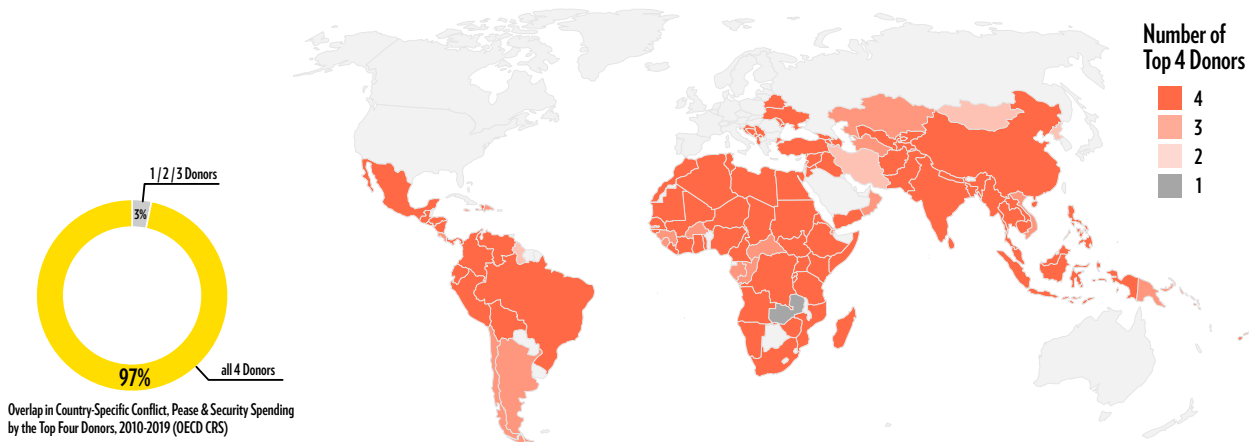 Number of
Top 4 Donors
4
3
2
1
1 / 2 / 3 Donors
3%
97%
all 4 Donors
Overlap in Country-Specific Conflict, Pease & Security Spending
by the Top Four Donors, 2010-2019 (OECD CRS)